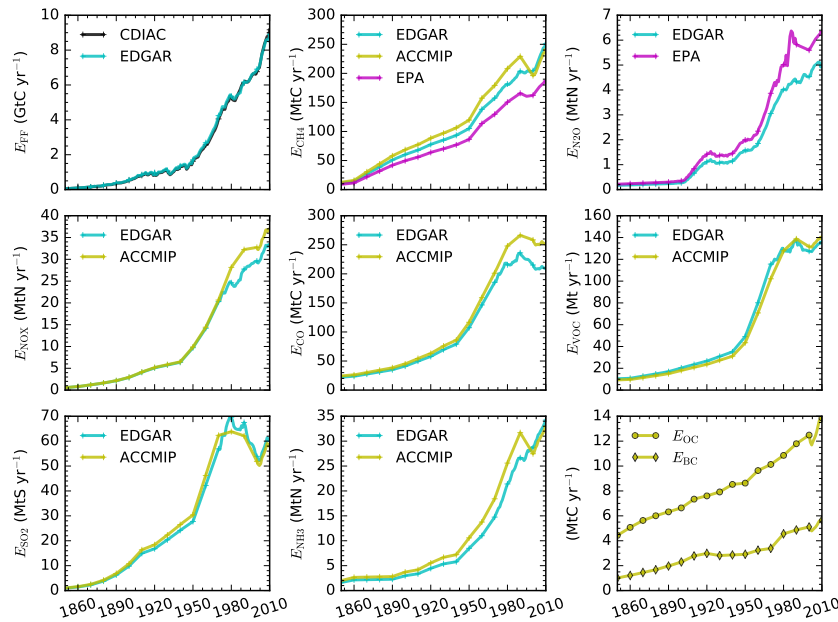 10
8
6
4
2
0
E_FF (GtC yr⁻¹)
CDIAC
EDGAR
300
250
200
150
100
50
0
E_CH4 (MtC yr⁻¹)
EDGAR
ACCMIP
EPA
7
6
5
4
3
2
1
0
E_N2O (MtN yr⁻¹)
EDGAR
EPA
40
35
30
25
20
15
10
5
0
E_NOX (MtN yr⁻¹)
EDGAR
ACCMIP
300
250
200
150
100
50
0
E_CO (MtC yr⁻¹)
EDGAR
ACCMIP
160
140
120
100
80
60
40
20
0
E_VOC (Mt yr⁻¹)
EDGAR
ACCMIP
70
60
50
40
30
20
10
0
E_SO2 (MtS yr⁻¹)
EDGAR
ACCMIP
1860 1890 1920 1950 1980 2010
35
30
25
20
15
10
5
0
E_NH3 (MtN yr⁻¹)
EDGAR
ACCMIP
1860 1890 1920 1950 1980 2010
14
12
10
8
6
4
2
0
(MtC yr⁻¹)
E_OC
E_BC
1860 1890 1920 1950 1980 2010